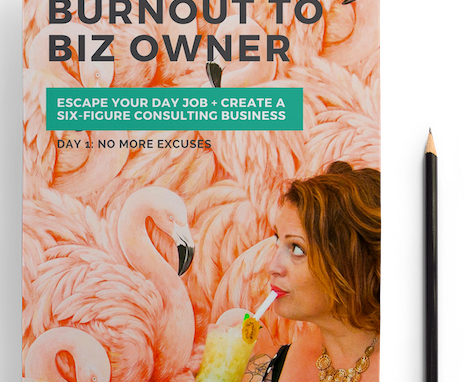 BURNOUT TO
BIZ OWNER
ESCAPE YOUR DAY JOB + CREATE A
SIX-FIGURE CONSULTING BUSINESS
DAY 1: NO MORE EXCUSES